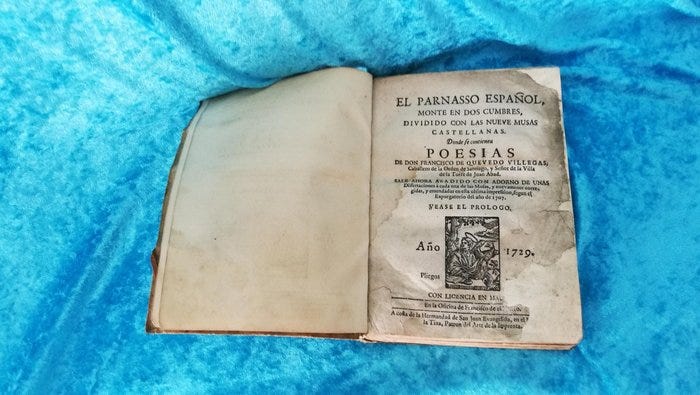 EL PARNASSO ESPAÑOL,
MONTE EN DOS CUMBRES,
DIVIDIDO CON LAS NUEVE MUSAS
CASTELLANAS.
Donde se contienen
POESIAS
DE DON FRANCISCO DE QUEVEDO VILLEGAS,
Caballero de la Orden de Santiago, y Señor de la Villa
de la Torre de Juan Abad.
SALE AHORA AÑADIDO CON ADORNO DE UNAS
Dissertaciones à cada una de las Musas, y nuevamente corre-
gidas, y enmendadas en esta ultima impression, segun el
Expurgatorio del año de 1707.
VEASE EL PROLOGO.
Año 1729.
Pliegos
CON LICENCIA EN
En la Oficina de Francisco de el
A costa de la Hermandad de San Juan Evangelista, en el
la Tina, Patron del Arte de la Imprenta.